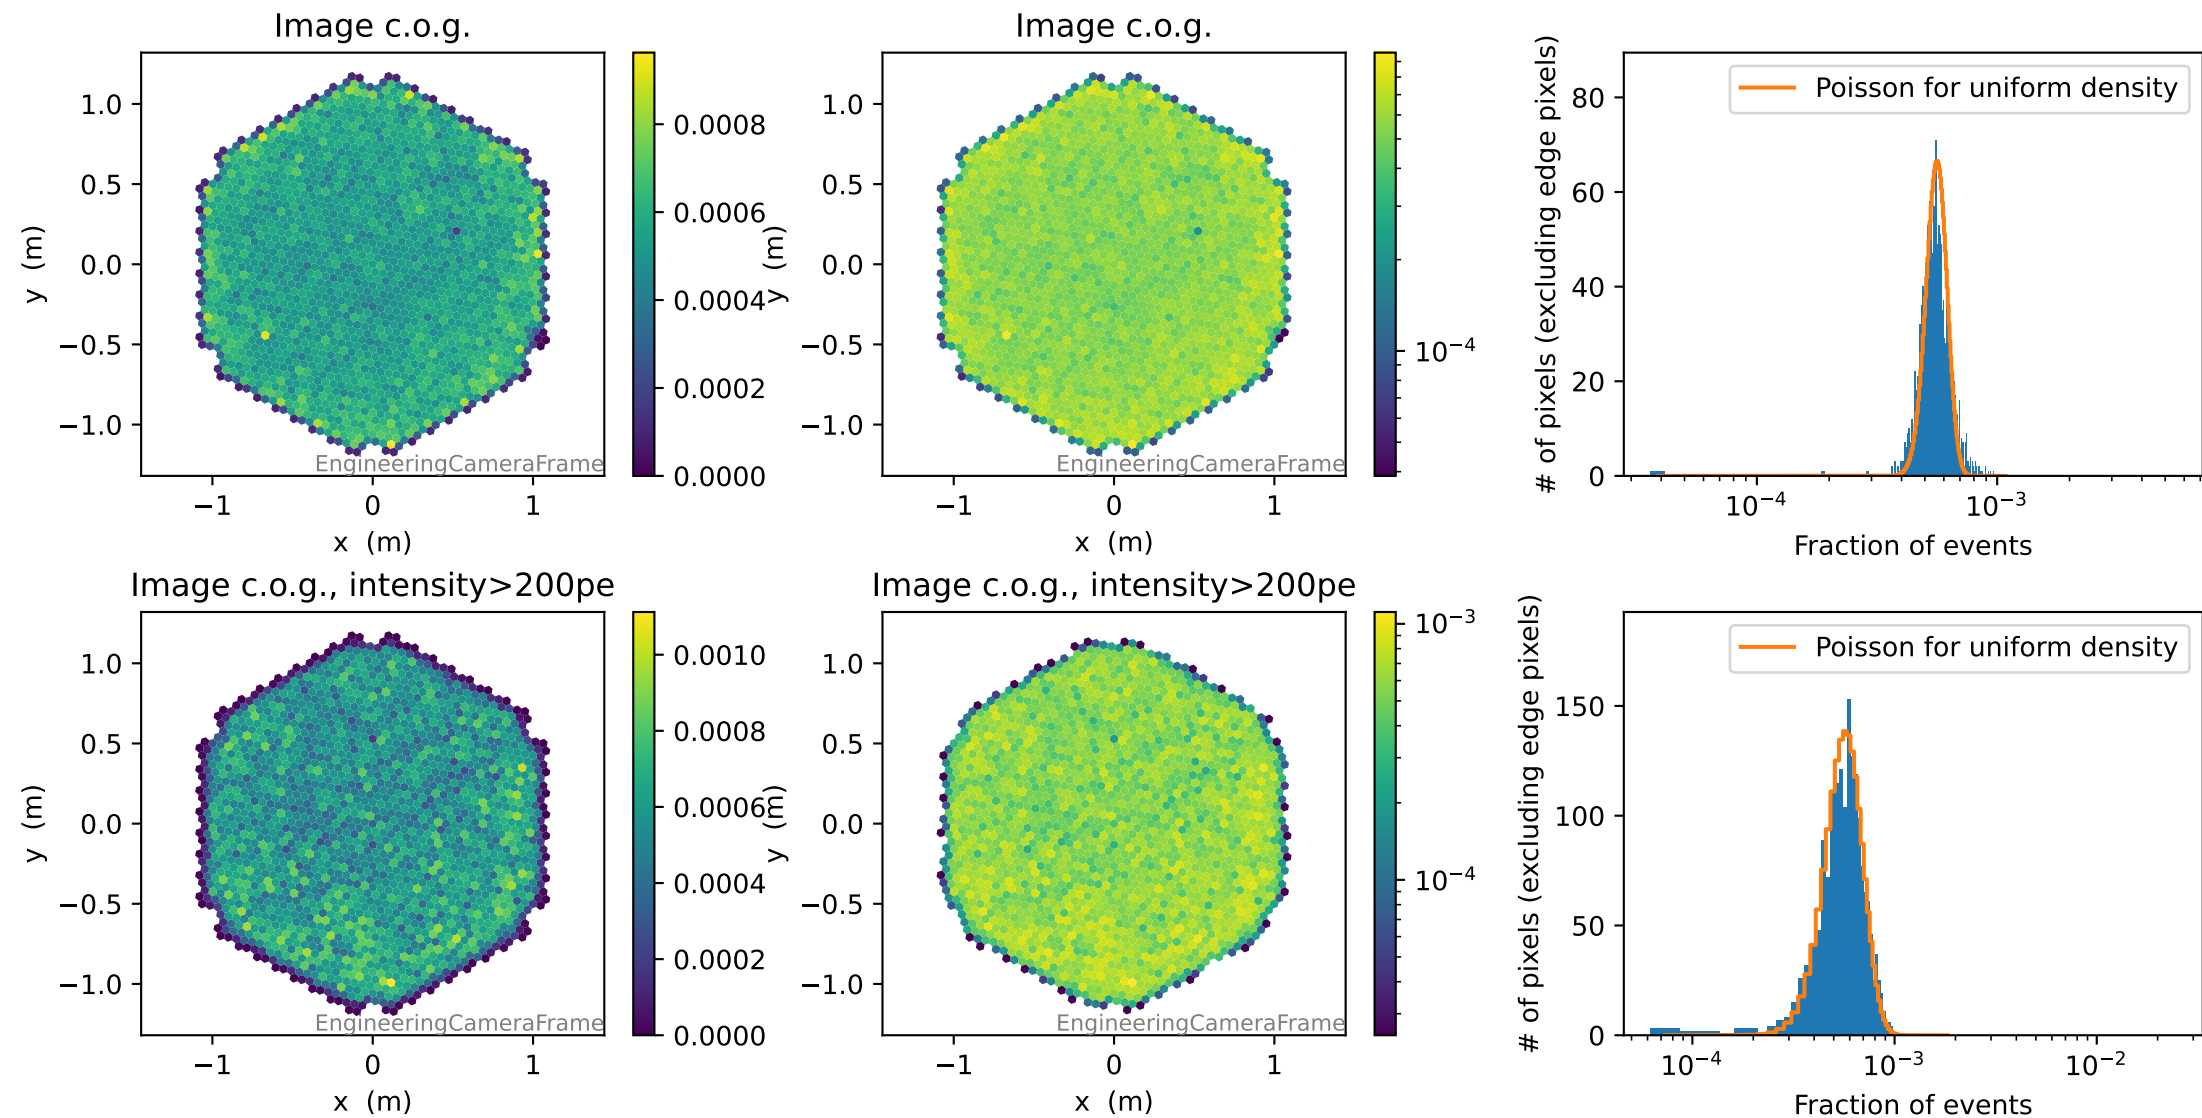 Image c.o.g.
y (m)
1.0
0.5
0.0
−0.5
−1.0
−1
0
1
x (m)
EngineeringCameraFrame
0.0008
0.0006
0.0004
0.0002
0.0000
Image c.o.g.
y (m)
1.0
0.5
0.0
−0.5
−1.0
−1
0
1
x (m)
EngineeringCameraFrame
10⁻⁴
# of pixels (excluding edge pixels)
80
60
40
20
0
Poisson for uniform density
10⁻⁴
10⁻³
Fraction of events
Image c.o.g., intensity>200pe
y (m)
1.0
0.5
0.0
−0.5
−1.0
−1
0
1
x (m)
EngineeringCameraFrame
0.0010
0.0008
0.0006
0.0004
0.0002
0.0000
Image c.o.g., intensity>200pe
y (m)
1.0
0.5
0.0
−0.5
−1.0
−1
0
1
x (m)
EngineeringCameraFrame
10⁻³
10⁻⁴
# of pixels (excluding edge pixels)
150
100
50
0
Poisson for uniform density
10⁻⁴
10⁻³
10⁻²
Fraction of events